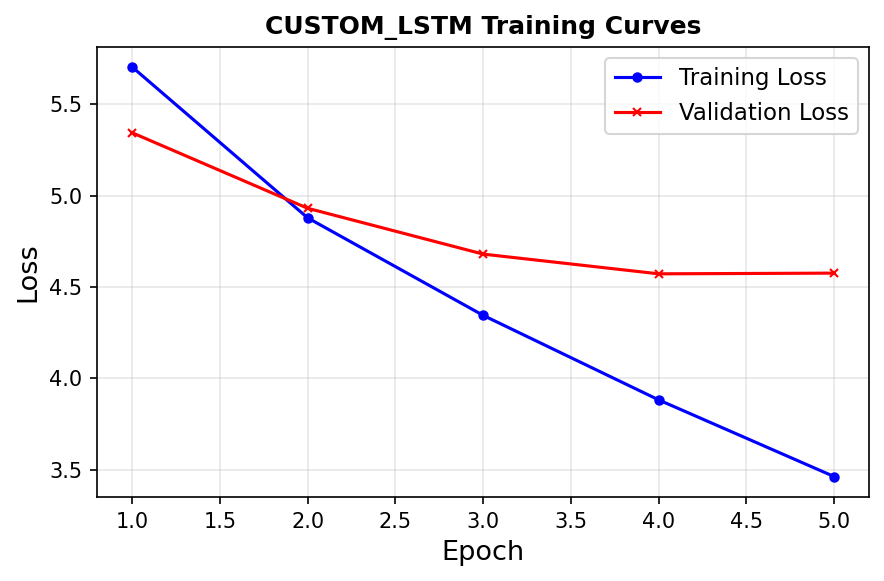 CUSTOM_LSTM Training Curves
Training Loss
Validation Loss
Loss
5.5
5.0
4.5
4.0
3.5
1.0 1.5 2.0 2.5 3.0 3.5 4.0 4.5 5.0
Epoch